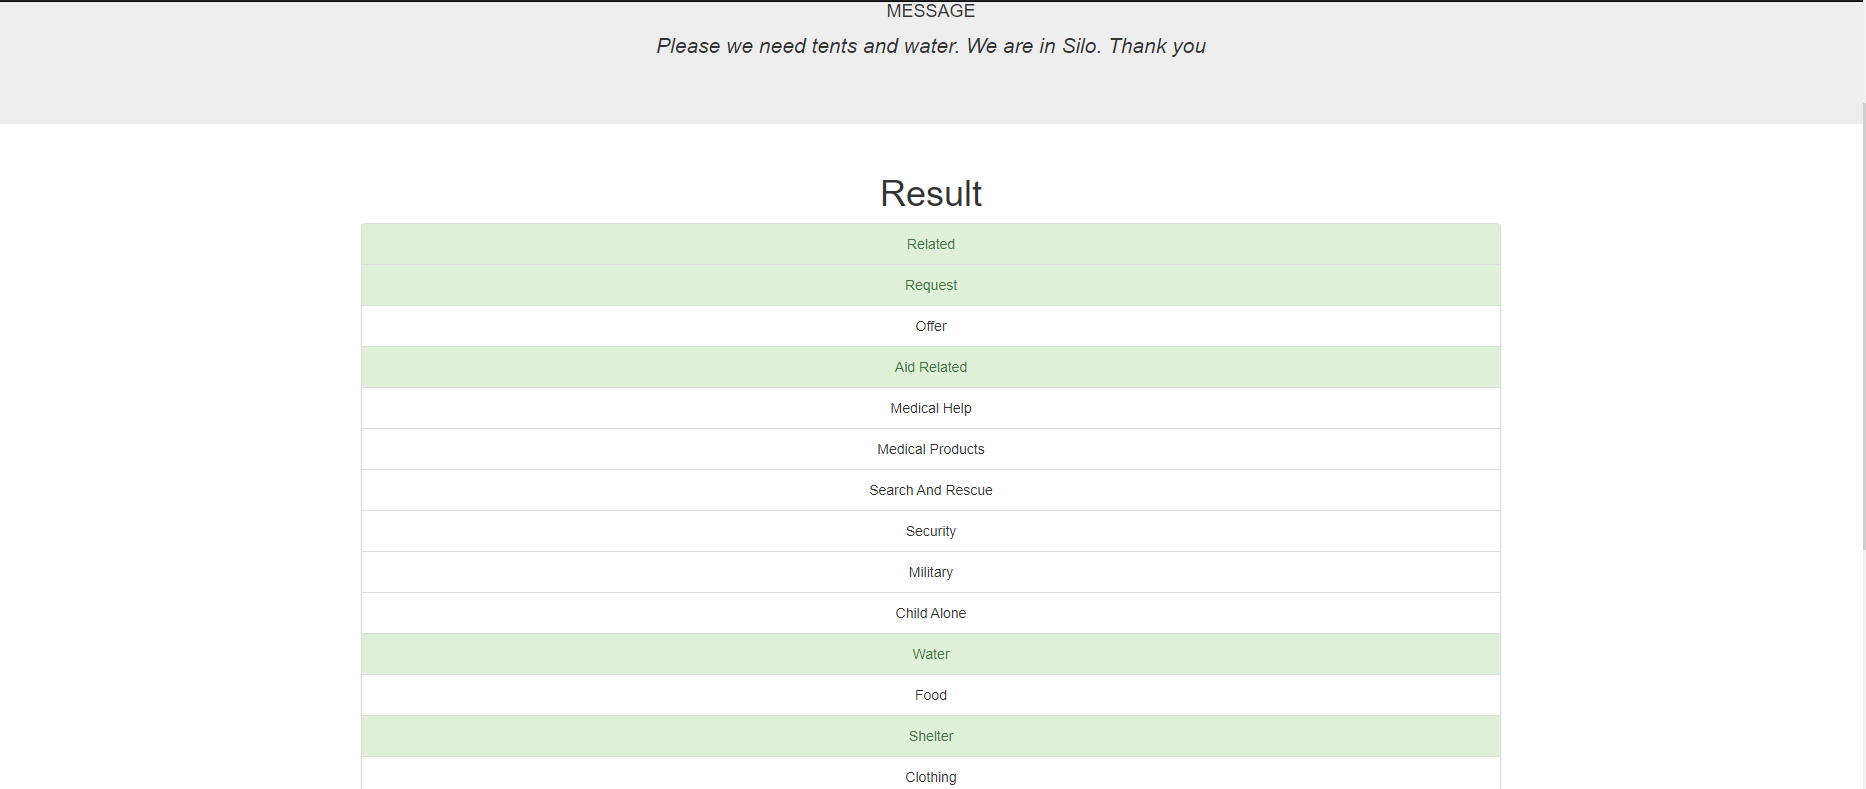 MESSAGE
Please we need tents and water. We are in Silo. Thank you
Result
Related
Request
Offer
Aid Related
Medical Help
Medical Products
Search And Rescue
Security
Military
Child Alone
Water
Food
Shelter
Clothing